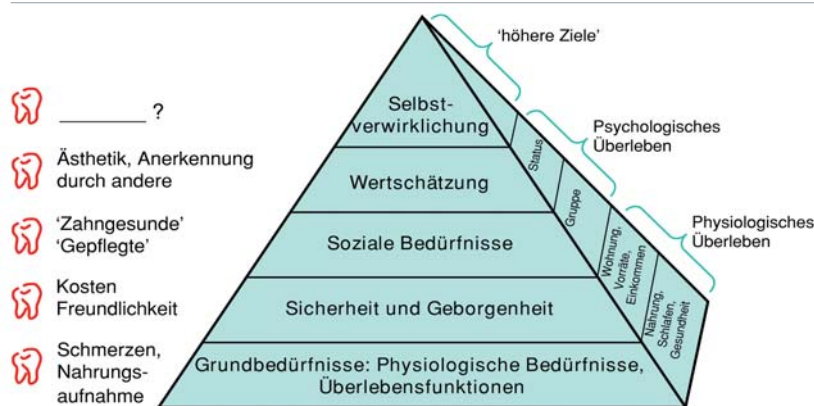 ________ ?
Ästhetik, Anerkennung
durch andere
'Zahngesunde'
'Gepflegte'
Kosten
Freundlichkeit
Schmerzen,
Nahrungs-
aufnahme
Selbst-
verwirklichung
Wertschätzung
Soziale Bedürfnisse
Sicherheit und Geborgenheit
Grundbedürfnisse: Physiologische Bedürfnisse,
Überlebensfunktionen
Status
Gruppe
Wohnung,
Vorräte,
Einkommen
Nahrung,
Schlafen,
Gesundheit
'höhere Ziele'
Psychologisches
Überleben
Physiologisches
Überleben